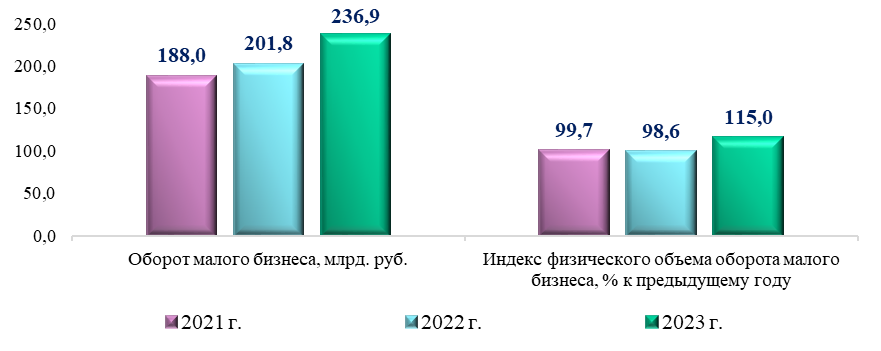 250,0
200,0
150,0
100,0
50,0
0,0
188,0
201,8
236,9
99,7
98,6
115,0
Оборот малого бизнеса, млрд. руб.
Индекс физического объема оборота малого
бизнеса, % к предыдущему году
2021 г.
2022 г.
2023 г.